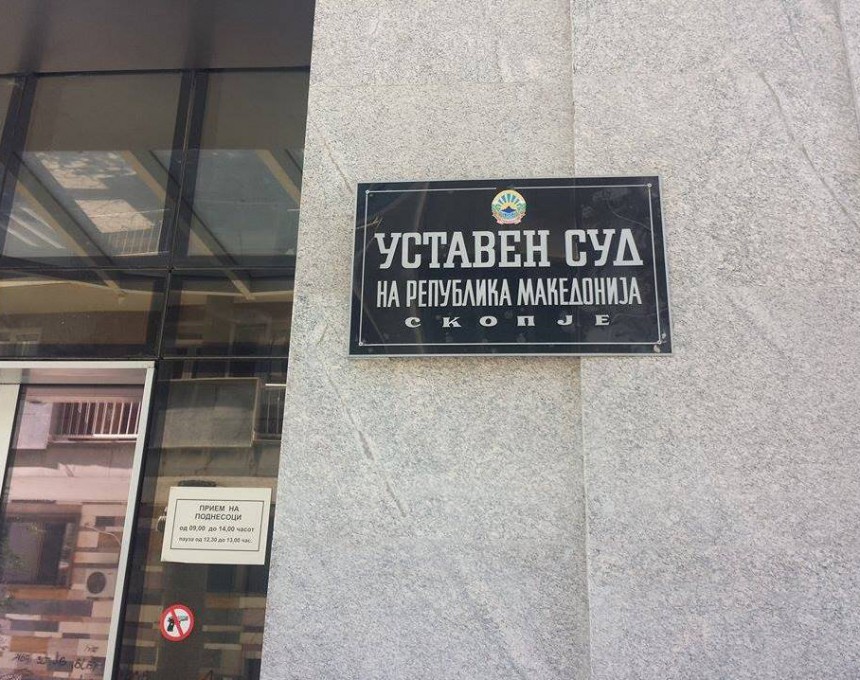 УСТАВЕН СУД
НА РЕПУБЛИКА МАКЕДОНИЈА
СКОПЈЕ
ПРИЕМ НА
ПОДНЕСОЦИ
од 09,00 до 14,00 часот
пауза од 12,30 до 13,00 час.